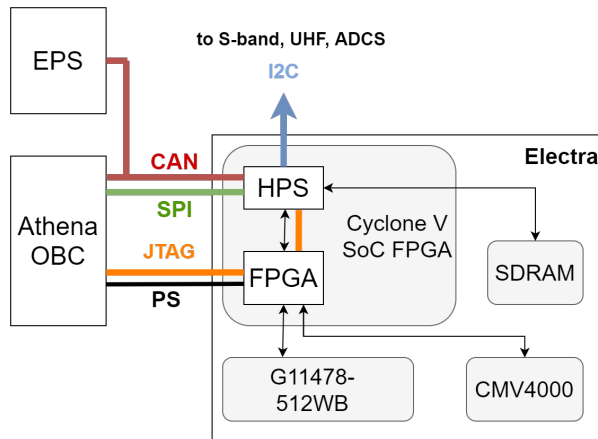 to S-band, UHF, ADCS
EPS
I2C
Electra
CAN
HPS
SPI
Athena
OBC
Cyclone V
SoC FPGA
JTAG
FPGA
SDRAM
PS
G11478-
512WB
CMV4000